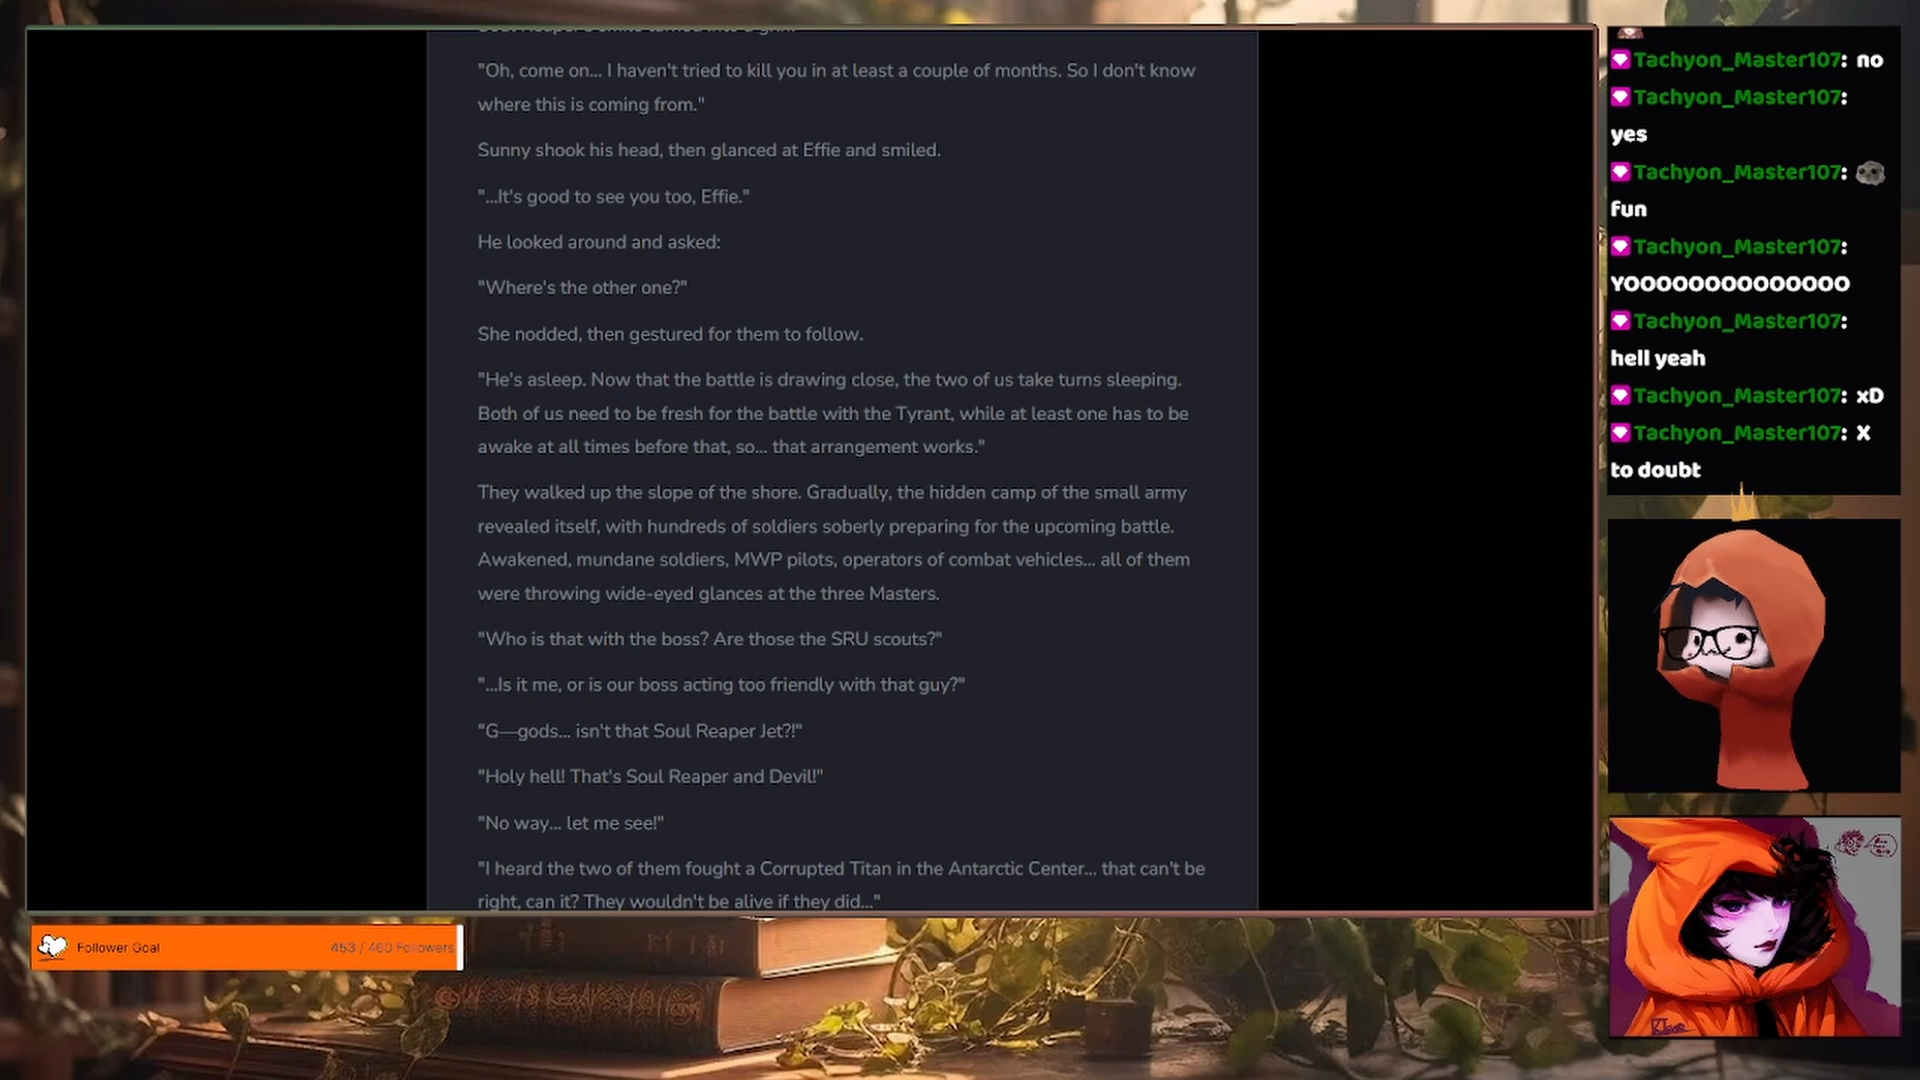 "Oh, come on... I haven't tried to kill you in at least a couple of months. So I don't know
where this is coming from."
Sunny shook his head, then glanced at Effie and smiled.
"...It's good to see you too, Effie."
He looked around and asked:
"Where's the other one?"
She nodded, then gestured for them to follow.
"He's asleep. Now that the battle is drawing close, the two of us take turns sleeping.
Both of us need to be fresh for the battle with the Tyrant, while at least one has to be
awake at all times before that, so... that arrangement works."
They walked up the slope of the shore. Gradually, the hidden camp of the small army
revealed itself, with hundreds of soldiers soberly preparing for the upcoming battle.
Awakened, mundane soldiers, MWP pilots, operators of combat vehicles... all of them
were throwing wide-eyed glances at the three Masters.
"Who is that with the boss? Are those the SRU scouts?"
"...Is it me, or is our boss acting too friendly with that guy?"
"G—gods... isn't that Soul Reaper Jet?!"
"Holy hell! That's Soul Reaper and Devil!"
"No way... let me see!"
"I heard the two of them fought a Corrupted Titan in the Antarctic Center... that can't be
right, can it? They wouldn't be alive if they did..."
Follower Goal
453 / 460 Followers
Tachyon_Master107: no
Tachyon_Master107:
yes
Tachyon_Master107:
fun
Tachyon_Master107:
YOOOOOOOOOOOOOO
Tachyon_Master107:
hell yeah
Tachyon_Master107: xD
Tachyon_Master107: X
to doubt